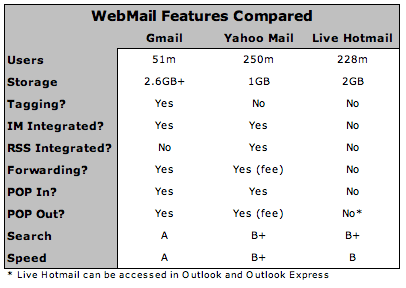 WebMail Features Compared
Gmail Yahoo Mail Live Hotmail
Users 51m 250m 228m
Storage 2.6GB+ 1GB 2GB
Tagging? Yes No No
IM Integrated? Yes Yes No
RSS Integrated? No Yes No
Forwarding? Yes Yes (fee) No
POP In? Yes Yes No
POP Out? Yes Yes (fee) No*
Search A B+ B+
Speed A B+ B
* Live Hotmail can be accessed in Outlook and Outlook Express